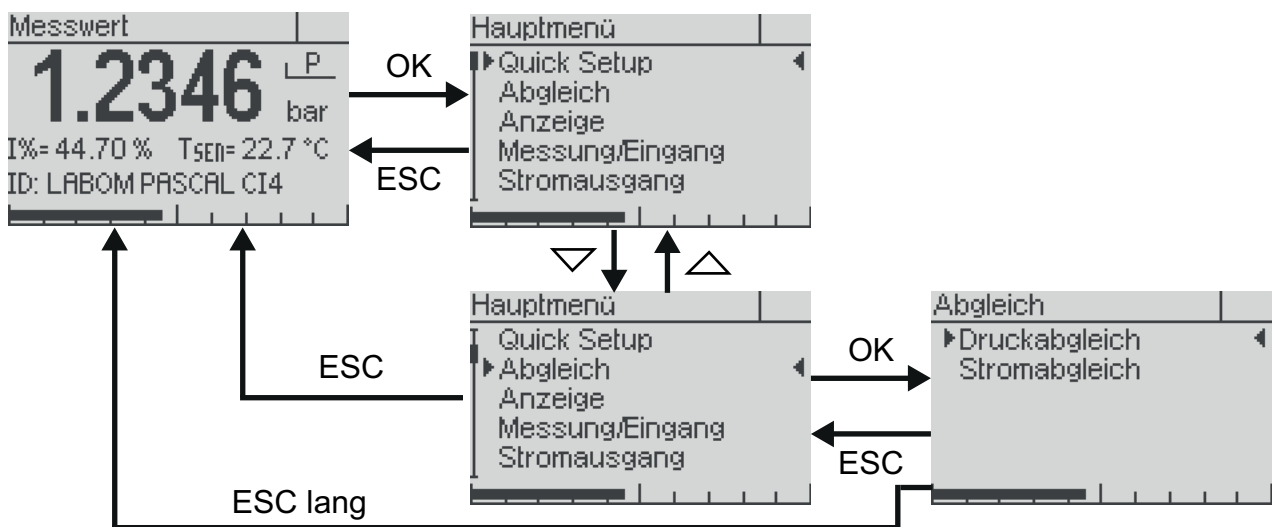 Messwert
1.2346
P
bar
I%= 44.70 % TSEN= 22.7 °C
ID: LABOM PASCAL CI4
OK
ESC
Hauptmenü
Quick Setup
Abgleich
Anzeige
Messung/Eingang
Stromausgang
Hauptmenü
Quick Setup
Abgleich
Anzeige
Messung/Eingang
Stromausgang
ESC
OK
ESC
Abgleich
Druckabgleich
Stromabgleich
ESC lang